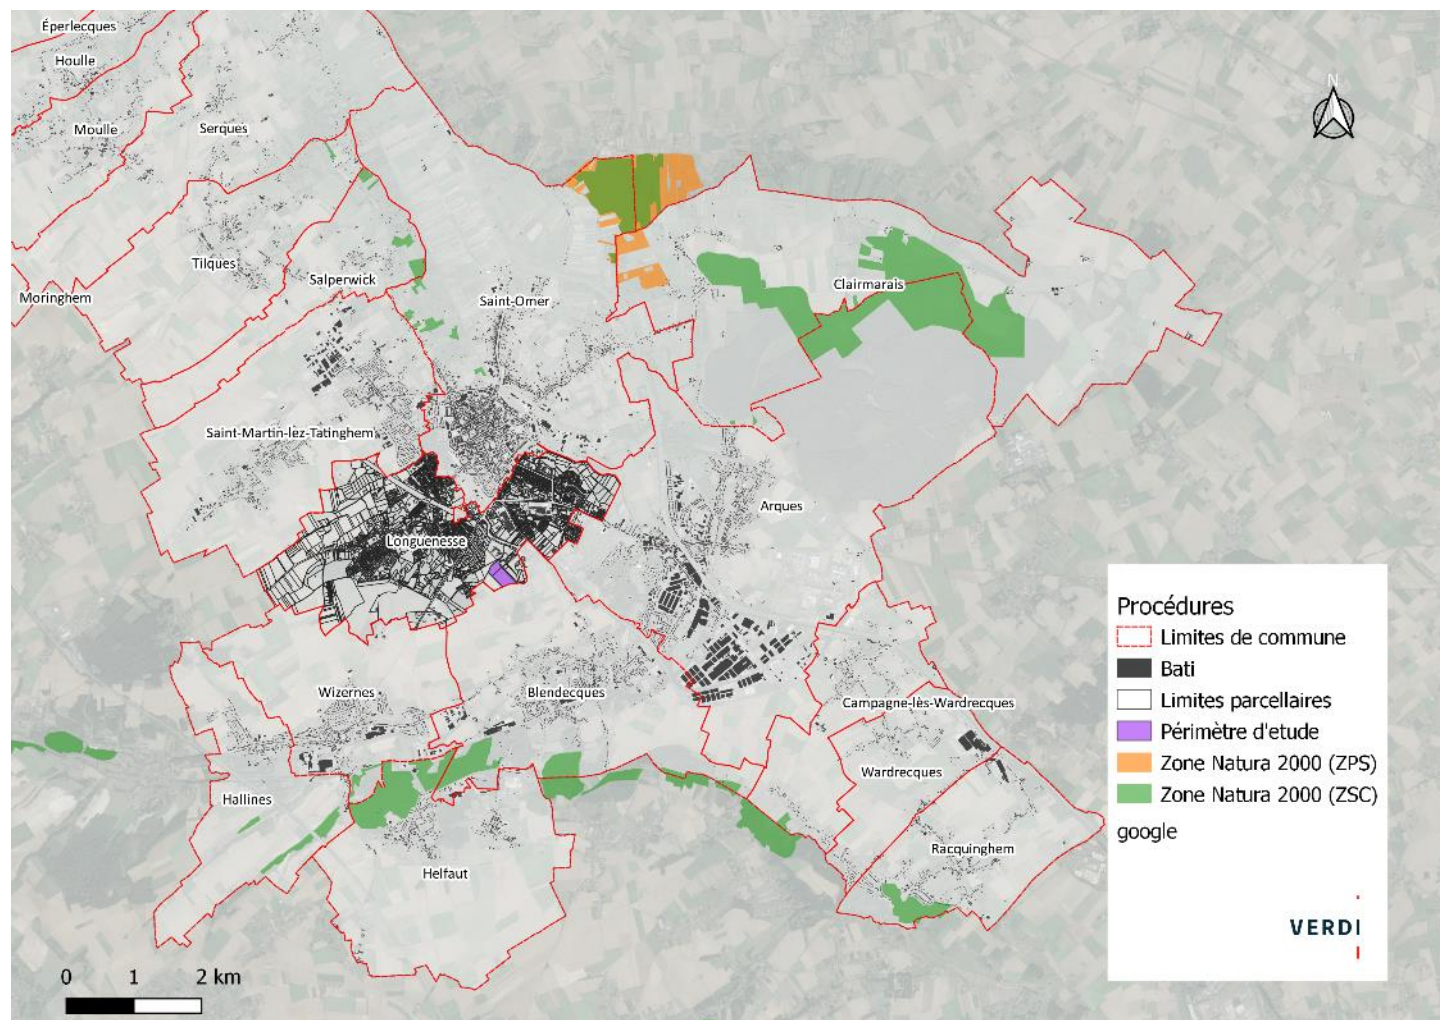 Éperlecques
Houlle
Moulle
Serques
N
Tilques
Salperwick
Moringhem
Saint-Omer
Clairmarais
Saint-Martin-lez-Tatinghem
Arques
Longuenesse
Wizernes
Blendecques
Campagne-lès-Wardrecques
Wardrecques
Hallines
Racquinghem
Helfaut
Procédures
Limites de commune
Bati
Limites parcellaires
Périmètre d'etude
Zone Natura 2000 (ZPS)
Zone Natura 2000 (ZSC)
google
VERDI
0 1 2 km